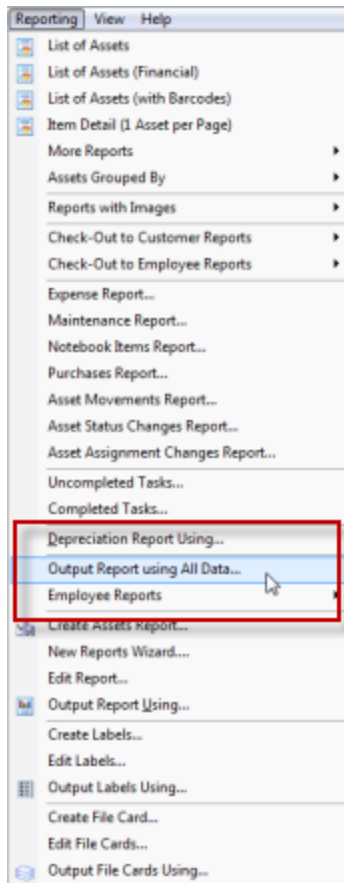 Reporting View Help
List of Assets
List of Assets (Financial)
List of Assets (with Barcodes)
Item Detail (1 Asset per Page)
More Reports
Assets Grouped By
Reports with Images
Check-Out to Customer Reports
Check-Out to Employee Reports
Expense Report...
Maintenance Report...
Notebook Items Report...
Purchases Report...
Asset Movements Report...
Asset Status Changes Report...
Asset Assignment Changes Report...
Uncompleted Tasks...
Completed Tasks...
Depreciation Report Using...
Output Report using All Data...
Employee Reports
Create Assets Report...
New Reports Wizard....
Edit Report...
Output Report Using...
Create Labels...
Edit Labels...
Output Labels Using...
Create File Card...
Edit File Cards...
Output File Cards Using...